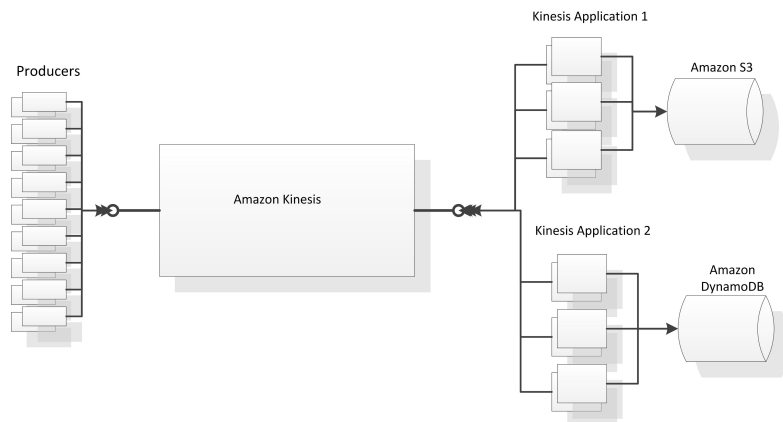 Kinesis Application 1
Producers
Amazon S3
Amazon Kinesis
Kinesis Application 2
Amazon
DynamoDB